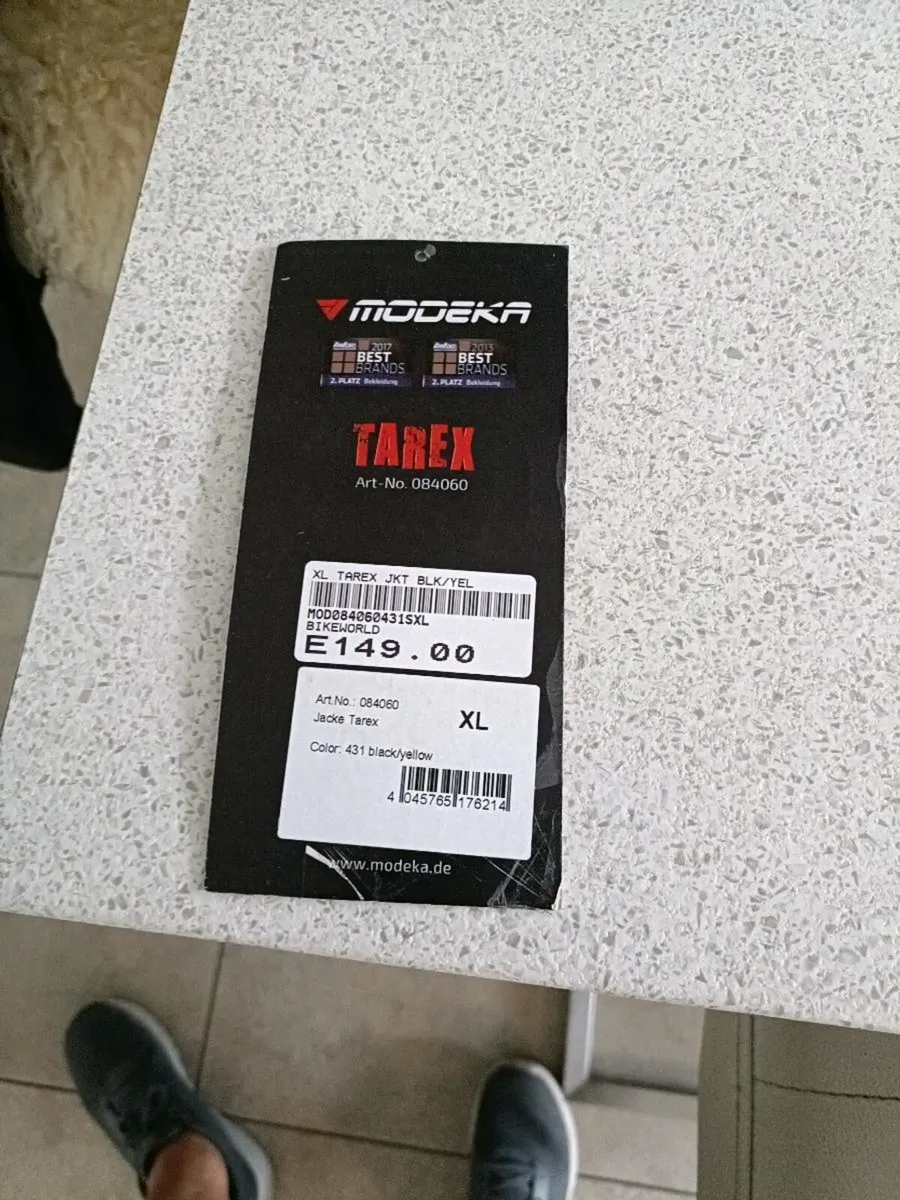 MODEKA
2017
BEST
BRANDS
2. PLATZ Bekleidung
2013
BEST
BRANDS
2. PLATZ Bekleidung
TAREX
Art-No. 084060
XL TAREX JKT BLK/YEL
MOD084060431SXL
BIKEWORLD
E149.00
Art.No.: 084060
Jacke Tarex
XL
Color: 431 black/yellow
4 045765 176214
www.modeka.de